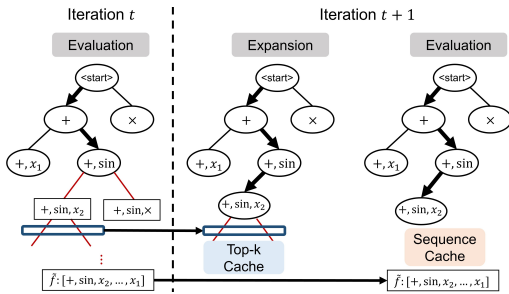 Iteration t
Iteration t + 1
Evaluation
Expansion
Evaluation
<start>
<start>
<start>
+
×
+
×
+
×
+, x₁
+, sin
+, x₁
+, sin
+, x₁
+, sin
+, sin, x₂
+, sin, ×
+, sin, x₂
+, sin, x₂
Top-k
Cache
Sequence
Cache
⋮
f̃: [+, sin, x₂, ..., x₁]
f̃: [+, sin, x₂, ..., x₁]